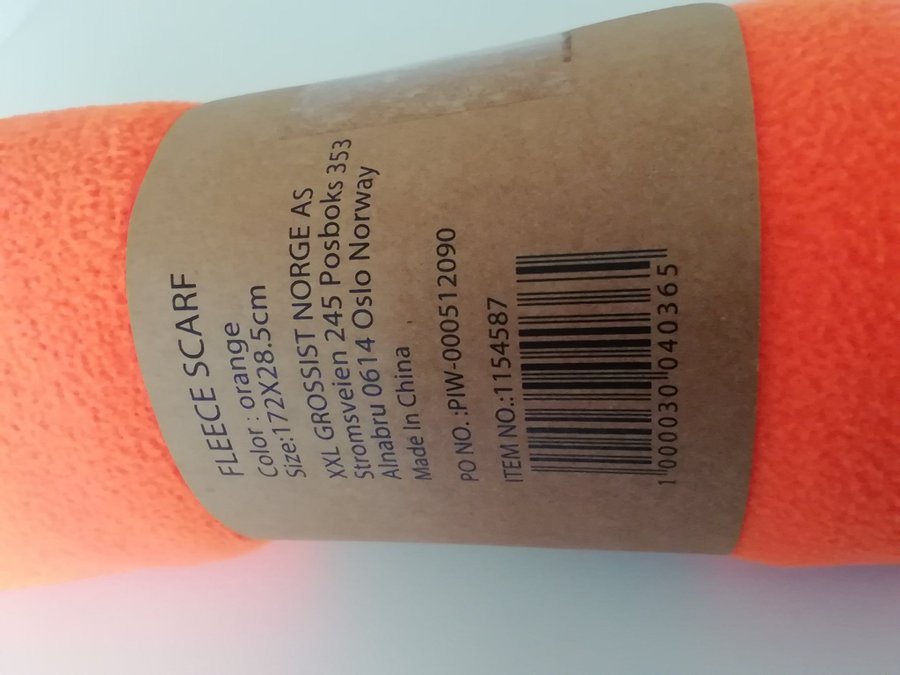 FLEECE SCARF
Color : orange
Size:172X28.5cm
XXL GROSSIST NORGE AS
Stromsveien 245 Posboks 353
Alnabru 0614 Oslo Norway
Made In China
PO NO.:PIW-000512090
ITEM NO.:1154587
1 000030 040365